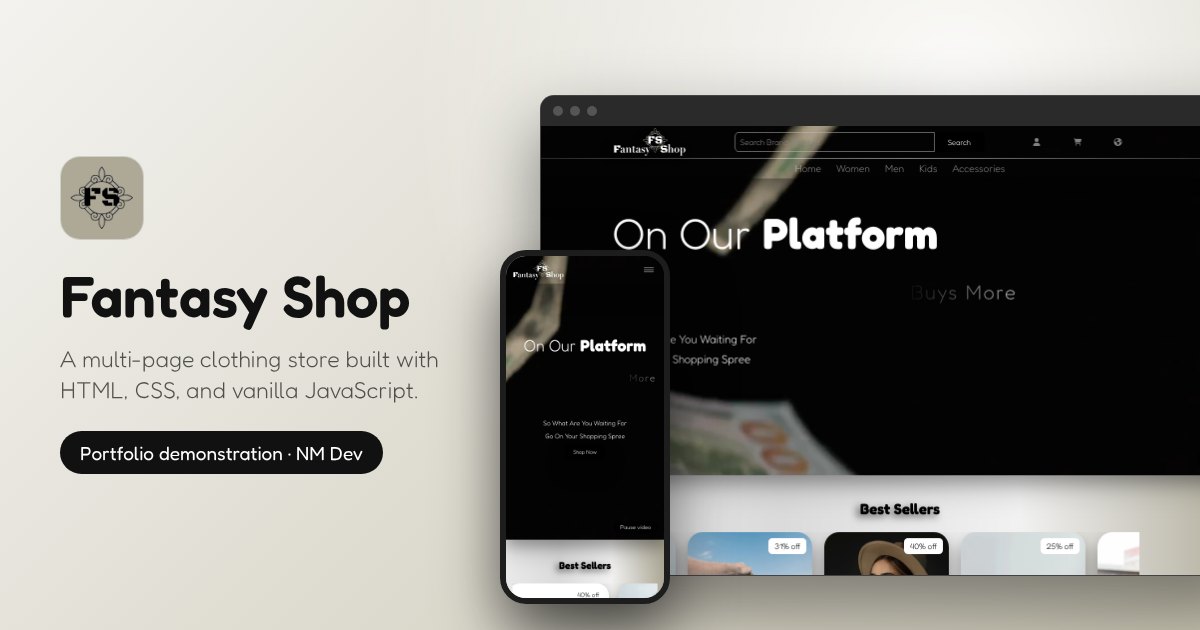 FS
Fantasy Shop
A multi-page clothing store built with
HTML, CSS, and vanilla JavaScript.
Portfolio demonstration · NM Dev
FS
Fantasy Shop
Search
Search
Home Women Men Kids Accessories
On Our Platform
Buys More
e You Waiting For
Shopping Spree
Best Sellers
31% off
40% off
25% off
FS
Fantasy Shop
On Our Platform
More
So What Are You Waiting For
Go On Your Shopping Spree
Shop Now
Pause video
Best Sellers
40% off